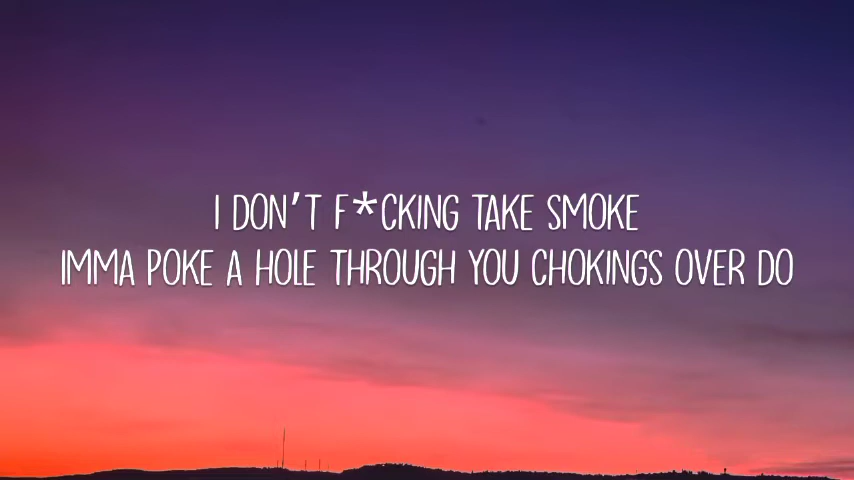 I DON'T F*CKING TAKE SMOKE
IMMA POKE A HOLE THROUGH YOU CHOKINGS OVER DO